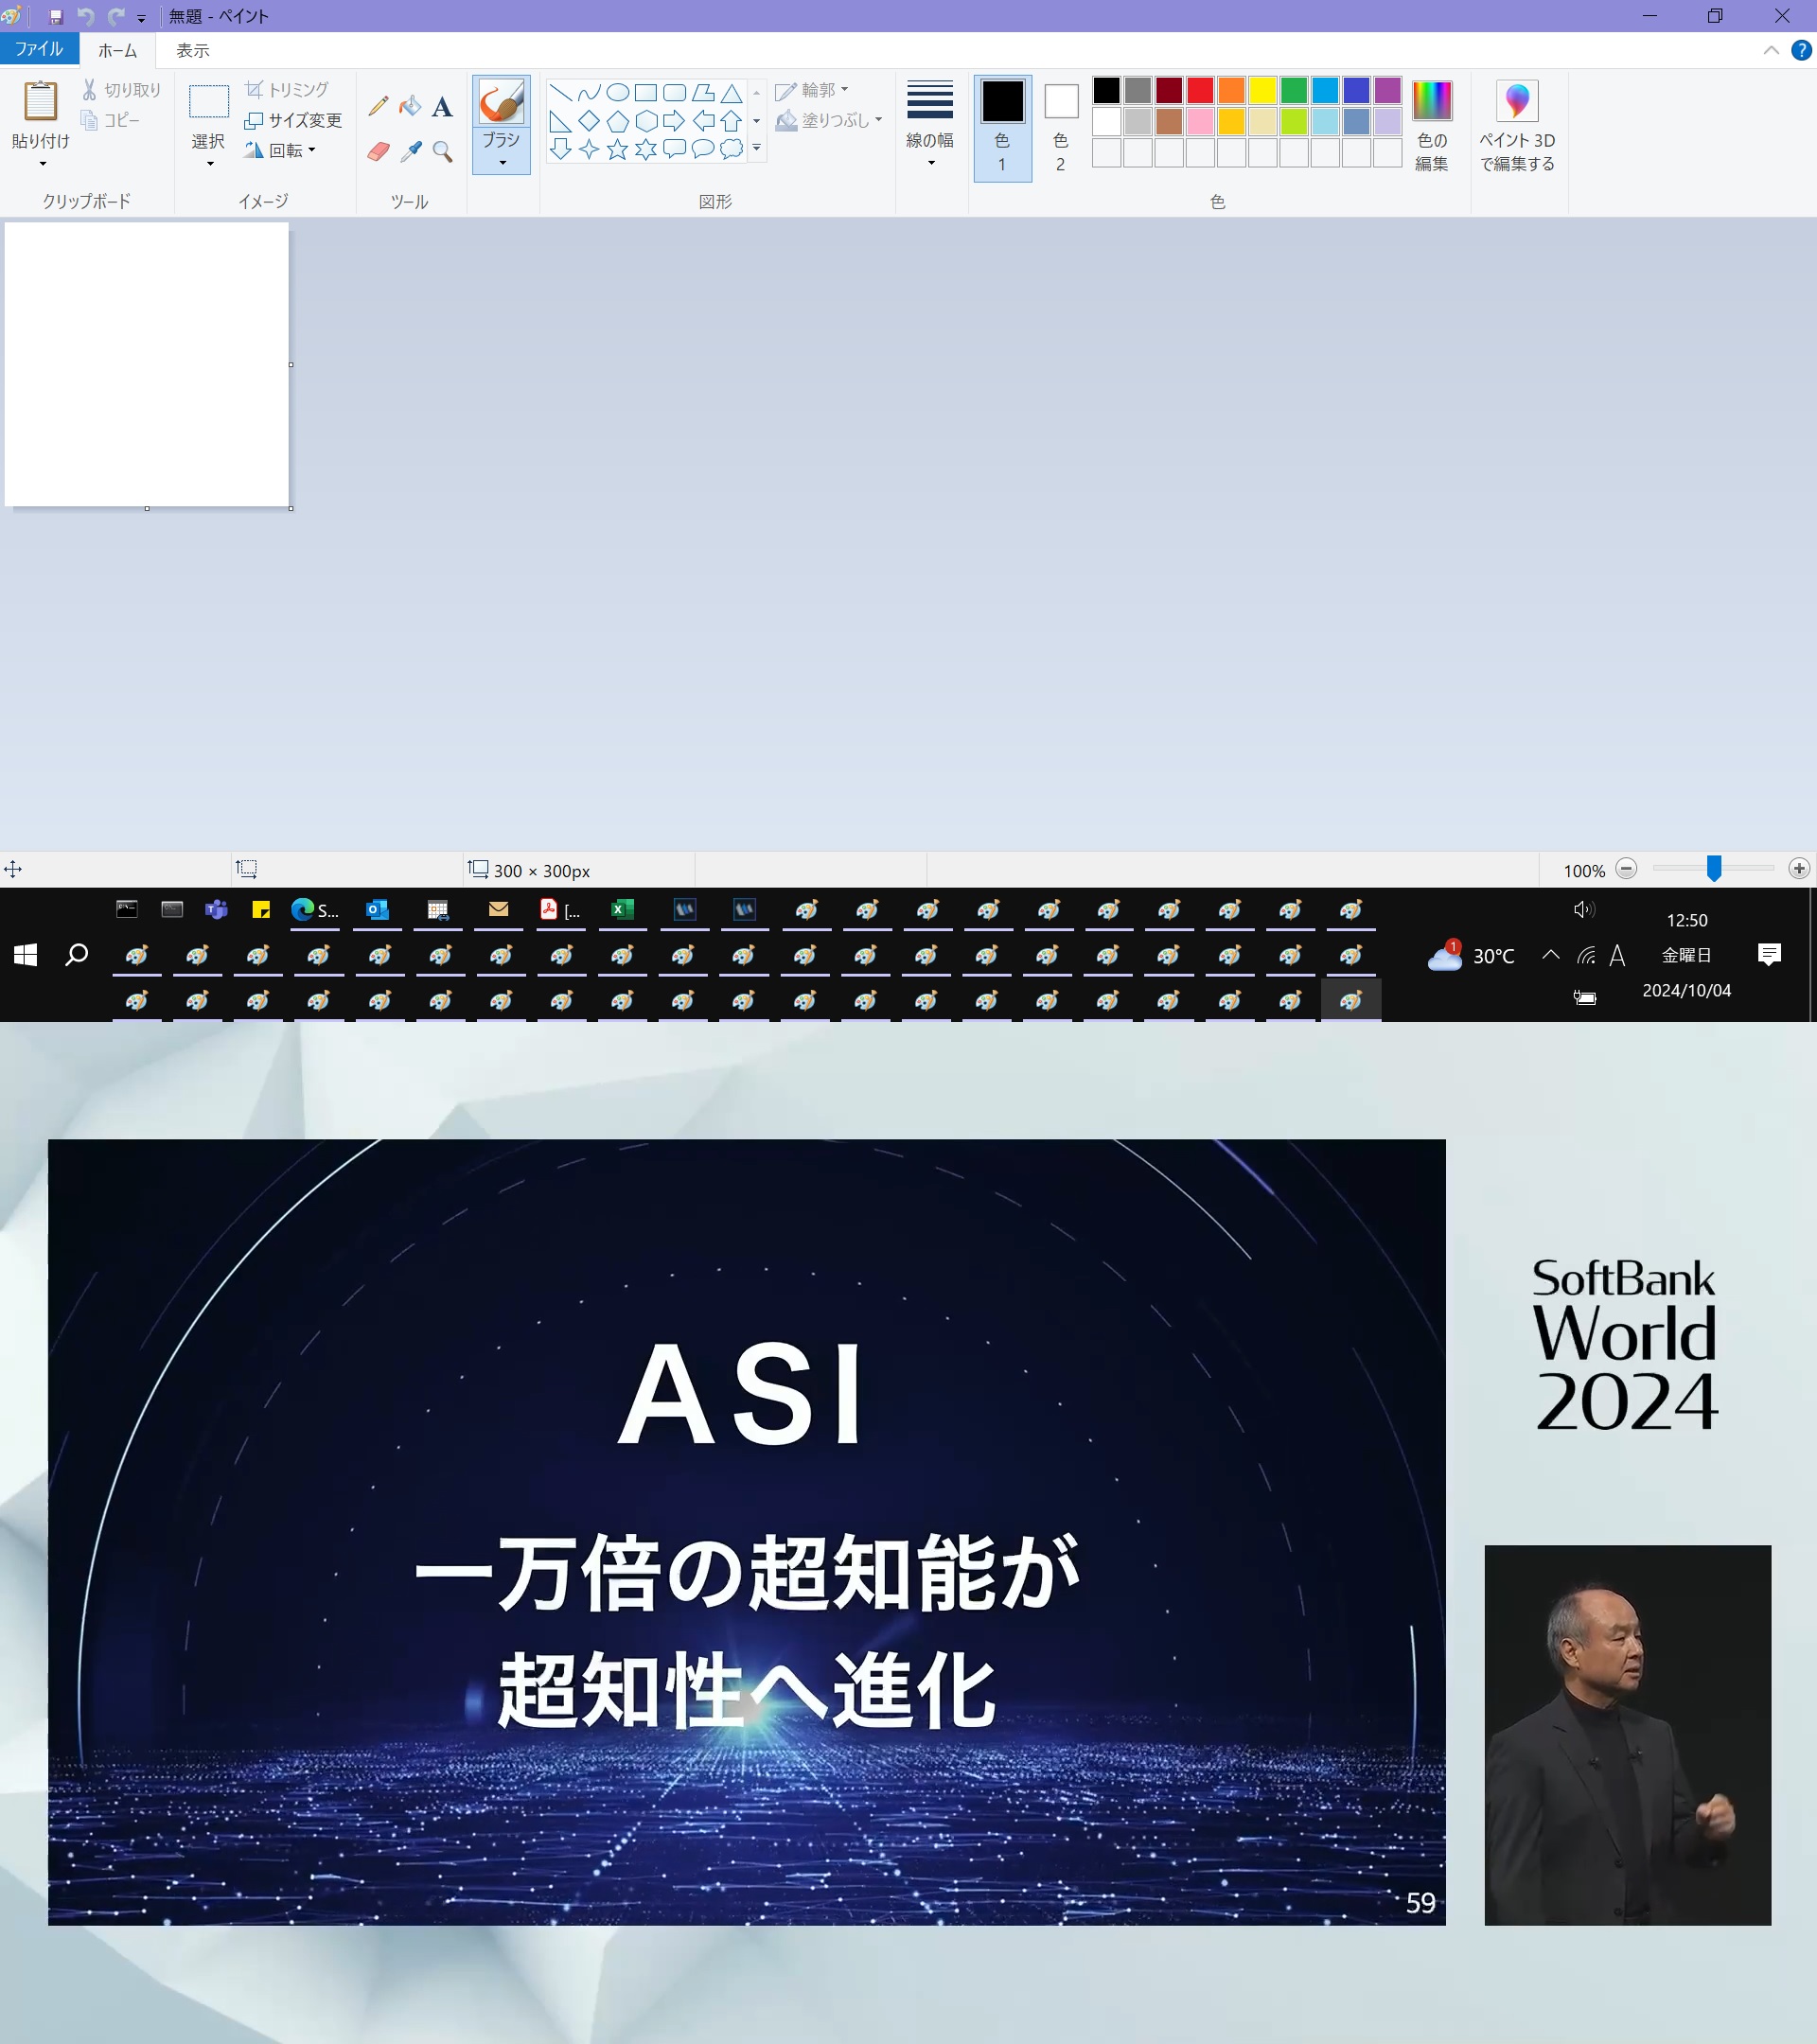 無題 - ペイント
ファイル
ホーム
表示
貼り付け
切り取り
コピー
クリップボード
選択
トリミング
サイズ変更
回転
イメージ
A
ツール
ブラシ
輪郭
塗りつぶし
図形
線の幅
色
1
色
2
色の
編集
色
ペイント 3D
で編集する
300 × 300px
100%
S...
[...
1
30°C
A
12:50
金曜日
2024/10/04
ASI
一万倍の超知能が
超知性へ進化
59
SoftBank
World
2024